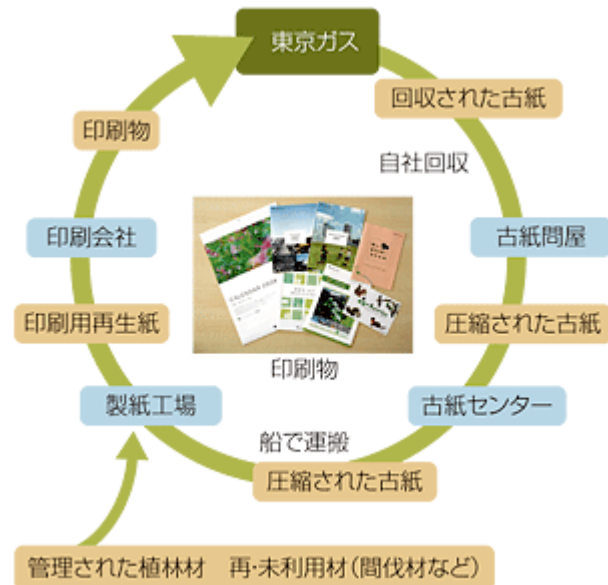 東京ガス
回収された古紙
自社回収
古紙問屋
圧縮された古紙
古紙センター
船で運搬
圧縮された古紙
製紙工場
管理された植林材 再・未利用材(間伐材など)
印刷用再生紙
印刷会社
印刷物
印刷物